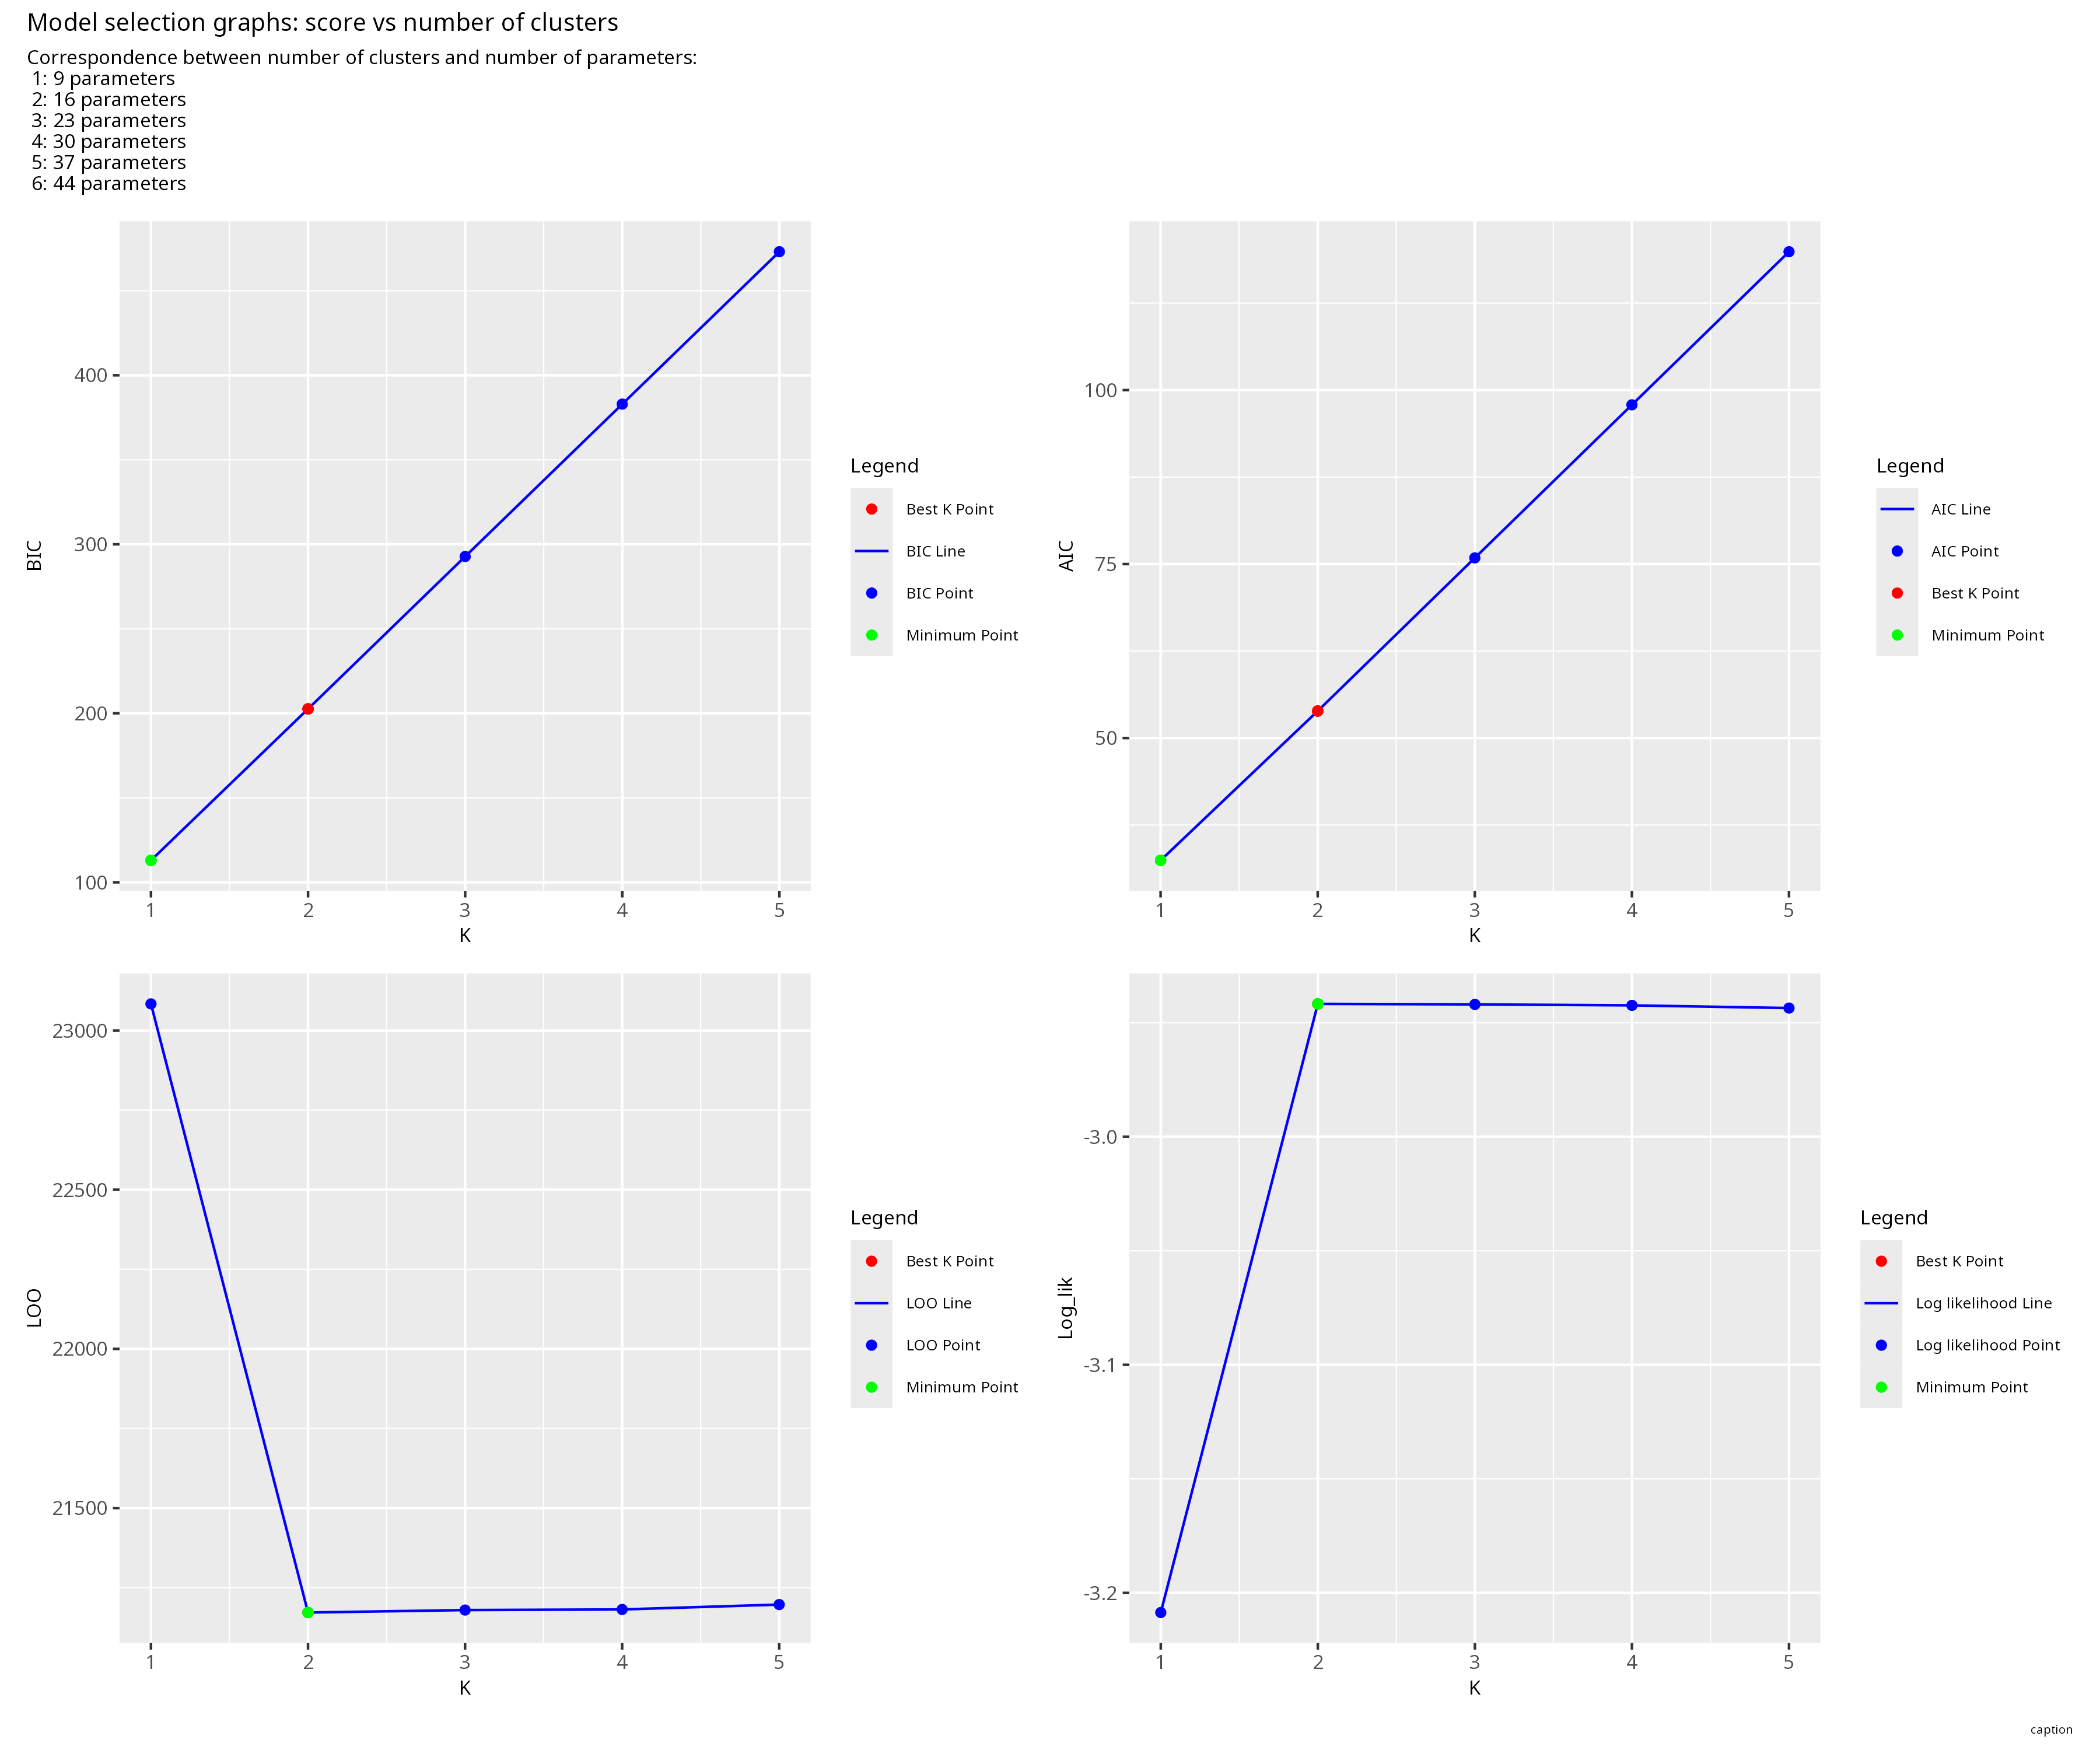 Model selection graphs: score vs number of clusters
Correspondence between number of clusters and number of parameters:
1: 9 parameters
2: 16 parameters
3: 23 parameters
4: 30 parameters
5: 37 parameters
6: 44 parameters
BIC
400
300
200
100
1 2 3 4 5
K
Legend
Best K Point
BIC Line
BIC Point
Minimum Point
AIC
100
75
50
1 2 3 4 5
K
Legend
AIC Line
AIC Point
Best K Point
Minimum Point
LOO
23000
22500
22000
21500
1 2 3 4 5
K
Legend
Best K Point
LOO Line
LOO Point
Minimum Point
Log_lik
-3.0
-3.1
-3.2
1 2 3 4 5
K
Legend
Best K Point
Log likelihood Line
Log likelihood Point
Minimum Point
caption